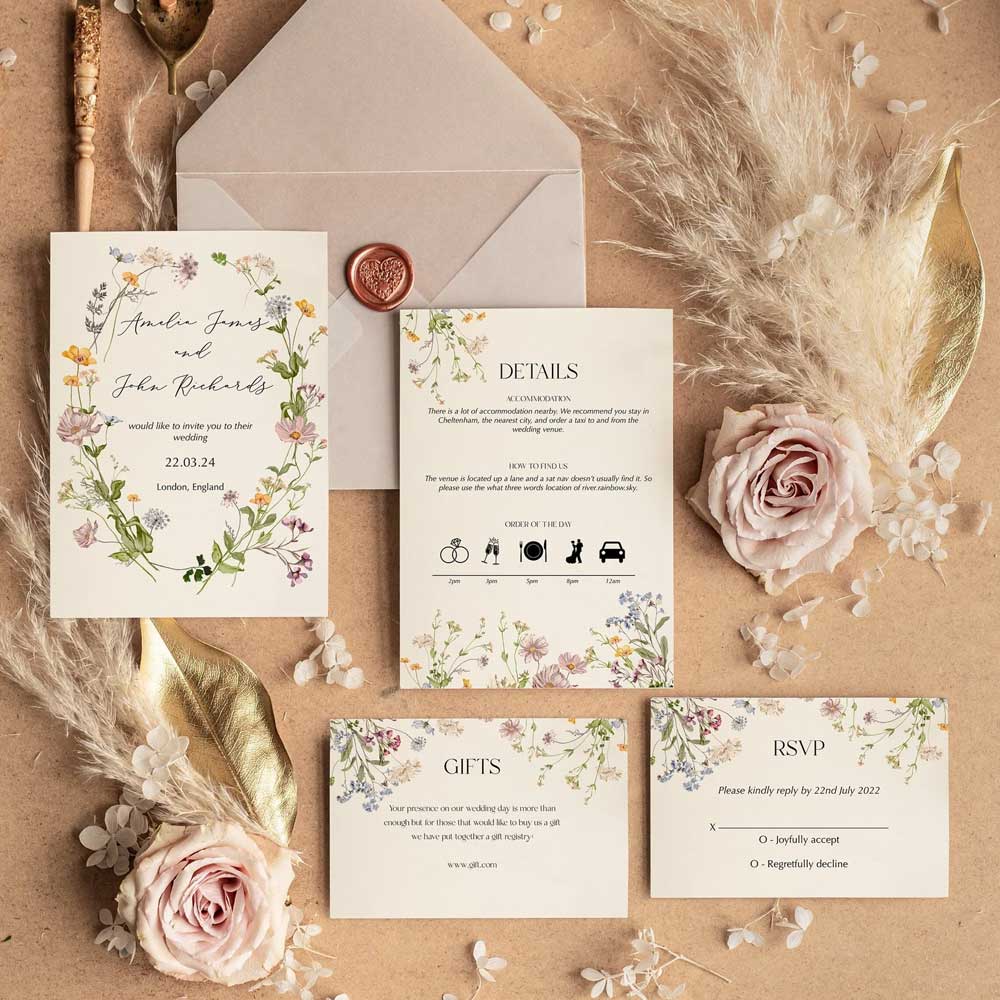 Amelia James
and
John Richards
would like to invite you to their
wedding
22.03.24
London, England
DETAILS
ACCOMMODATION
There is a lot of accommodation nearby. We recommend you stay in
Cheltenham, the nearest city, and order a taxi to and from the
wedding venue.
HOW TO FIND US
The venue is located up a lane and a sat nav doesn't usually find it. So
please use the what three words location of river.rainbow.sky.
ORDER OF THE DAY
2pm 3pm 5pm 8pm 12am
GIFTS
Your presence on our wedding day is more than
enough but for those that would like to buy us a gift
we have put together a gift registry:
www.gift.com
RSVP
Please kindly reply by 22nd July 2022
X
O - Joyfully accept
O - Regretfully decline